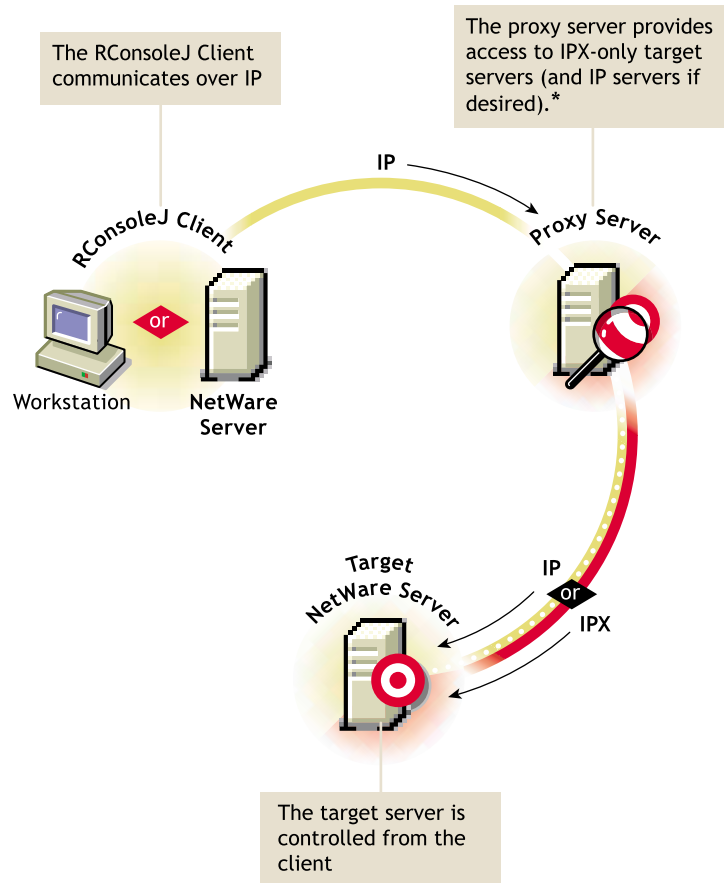 The RConsoleJ Client
communicates over IP
The proxy server provides
access to IPX-only target
servers (and IP servers if
desired).*
IP
RConsoleJ Client
Proxy Server
or
Workstation
NetWare
Server
Target
NetWare Server
IP
or
IPX
The target server is
controlled from the
client